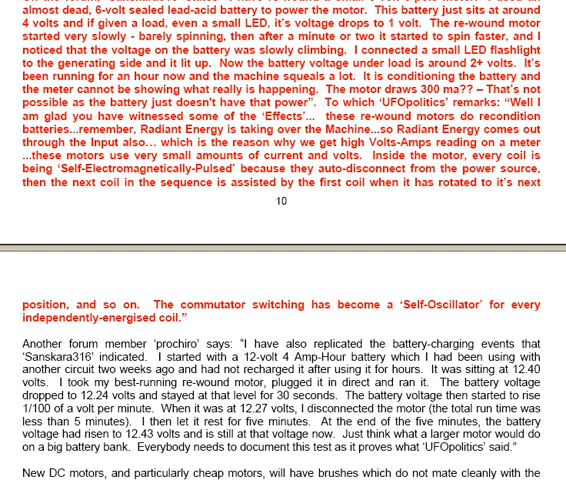 4 volts and if given a load, even a small LED, it's voltage drops to 1 volt. The re-wound motor
started very slowly - barely spinning, then after a minute or two it started to spin faster, and I
noticed that the voltage on the battery was slowly climbing. I connected a small LED flashlight
to the generating side and it lit up. Now the battery voltage under load is around 2+ volts. It's
been running for an hour now and the machine squeals a lot. It is conditioning the battery and
the meter cannot be showing what really is happening. The motor draws 300 ma?? – That's not
possible as the battery just doesn't have that power”. To which ‘UFOpolitics’ remarks: “Well I
am glad you have witnessed some of the ‘Effects’... these re-wound motors do recondition
batteries...remember, Radiant Energy is taking over the Machine...so Radiant Energy comes out
through the Input also... which is the reason why we get high Volts-Amps reading on a meter
...these motors use very small amounts of current and volts. Inside the motor, every coil is
being ‘Self-Electromagnetically-Pulsed’ because they auto-disconnect from the power source,
then the next coil in the sequence is assisted by the first coil when it has rotated to it's next
10
position, and so on. The commutator switching has become a ‘Self-Oscillator’ for every
independently-energised coil.”
Another forum member ‘prochiro’ says: “I have also replicated the battery-charging events that
‘Sanskara316’ indicated. I started with a 12-volt 4 Amp-Hour battery which I had been using with
another circuit two weeks ago and had not recharged it after using it for hours. It was sitting at 12.40
volts. I took my best-running re-wound motor, plugged it in direct and ran it. The battery voltage
dropped to 12.24 volts and stayed at that level for 30 seconds. The battery voltage then started to rise
1/100 of a volt per minute. When it was at 12.27 volts, I disconnected the motor (the total run time was
less than 5 minutes). I then let it rest for five minutes. At the end of the five minutes, the battery
voltage had risen to 12.43 volts and is still at that voltage now. Just think what a larger motor would do
on a big battery bank. Everybody needs to document this test as it proves what ‘UFOpolitics’ said.”
New DC motors, and particularly cheap motors, will have brushes which do not mate cleanly with the